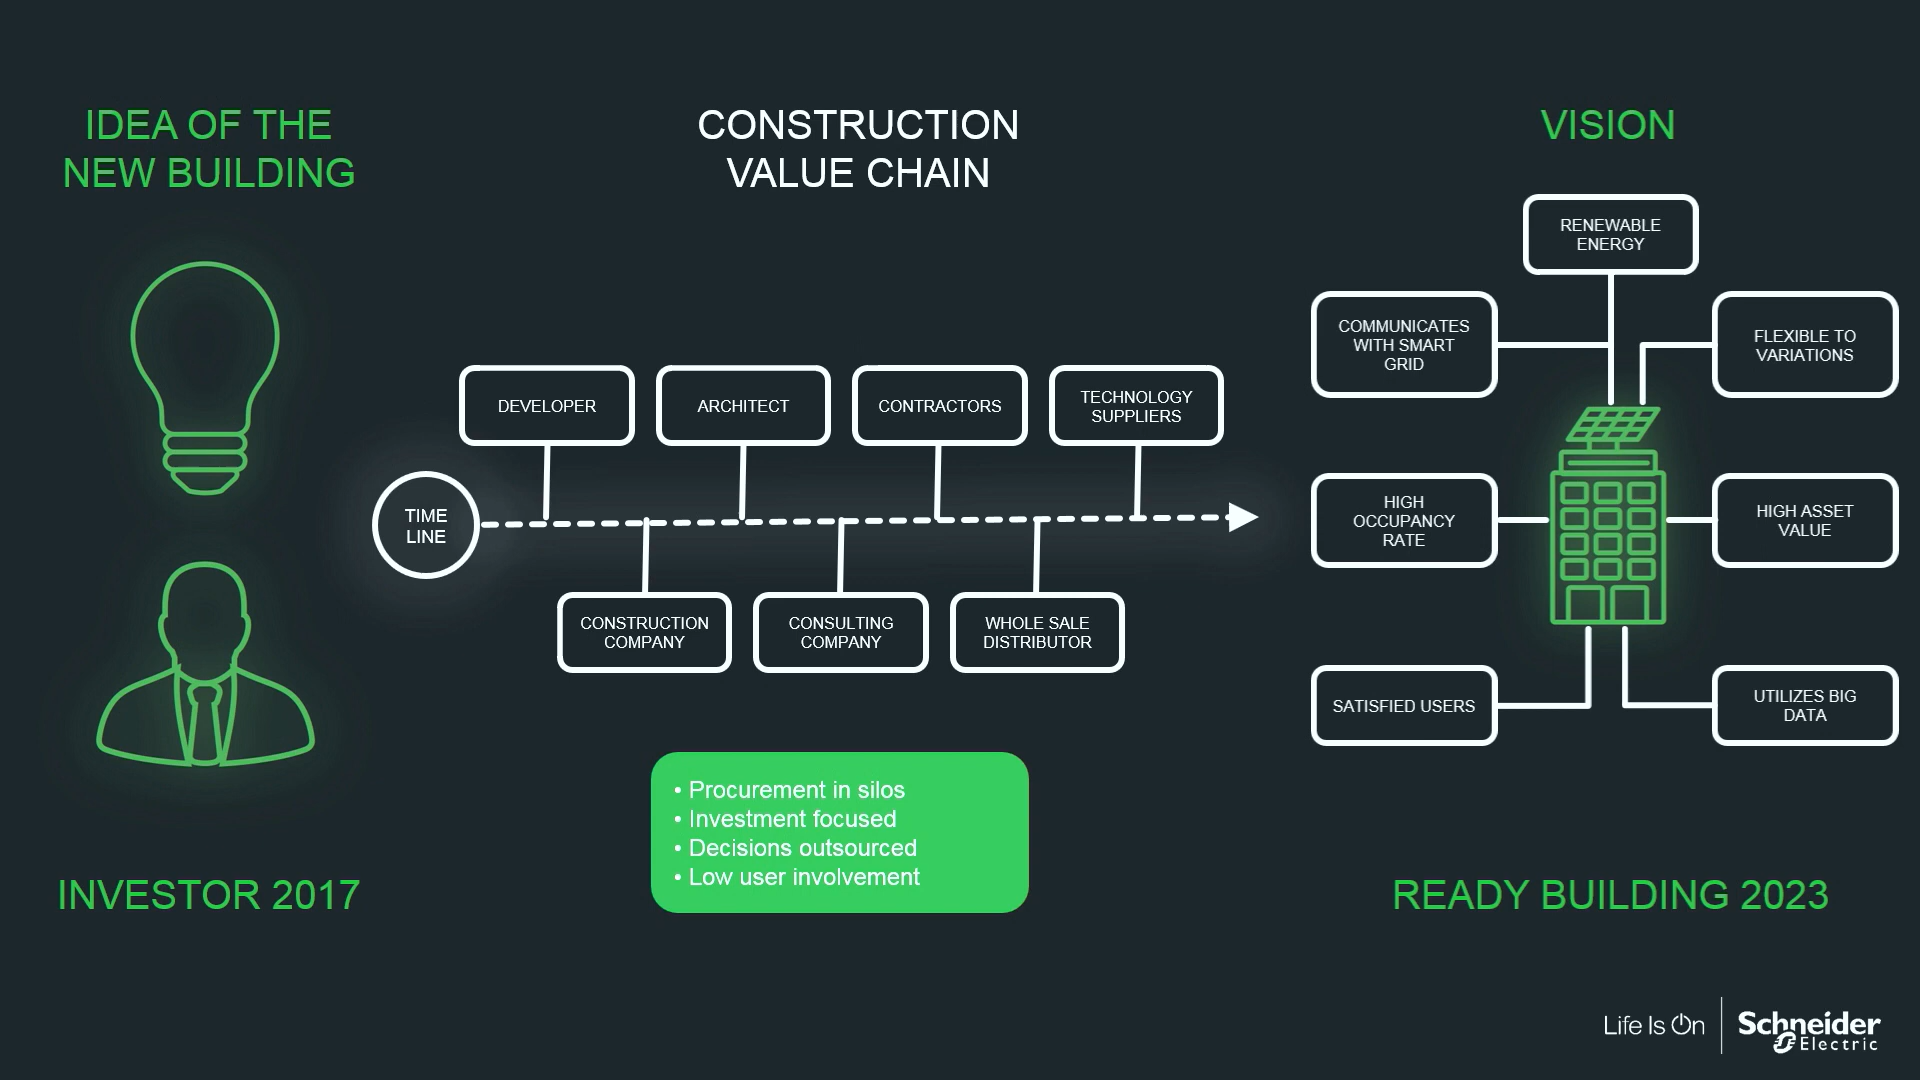 IDEA OF THE
NEW BUILDING
INVESTOR 2017
CONSTRUCTION
VALUE CHAIN
TIME
LINE
DEVELOPER
ARCHITECT
CONTRACTORS
TECHNOLOGY
SUPPLIERS
CONSTRUCTION
COMPANY
CONSULTING
COMPANY
WHOLE SALE
DISTRIBUTOR
• Procurement in silos
• Investment focused
• Decisions outsourced
• Low user involvement
VISION
RENEWABLE
ENERGY
COMMUNICATES
WITH SMART
GRID
FLEXIBLE TO
VARIATIONS
HIGH
OCCUPANCY
RATE
HIGH ASSET
VALUE
SATISFIED USERS
UTILIZES BIG
DATA
READY BUILDING 2023
Life Is On
Schneider
Electric